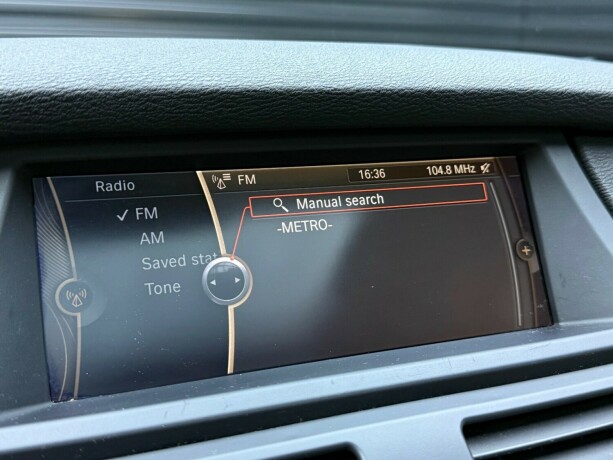 Radio
FM 16:36 104.8 MHz
FM
Manual search
AM
-METRO-
Saved stat
Tone